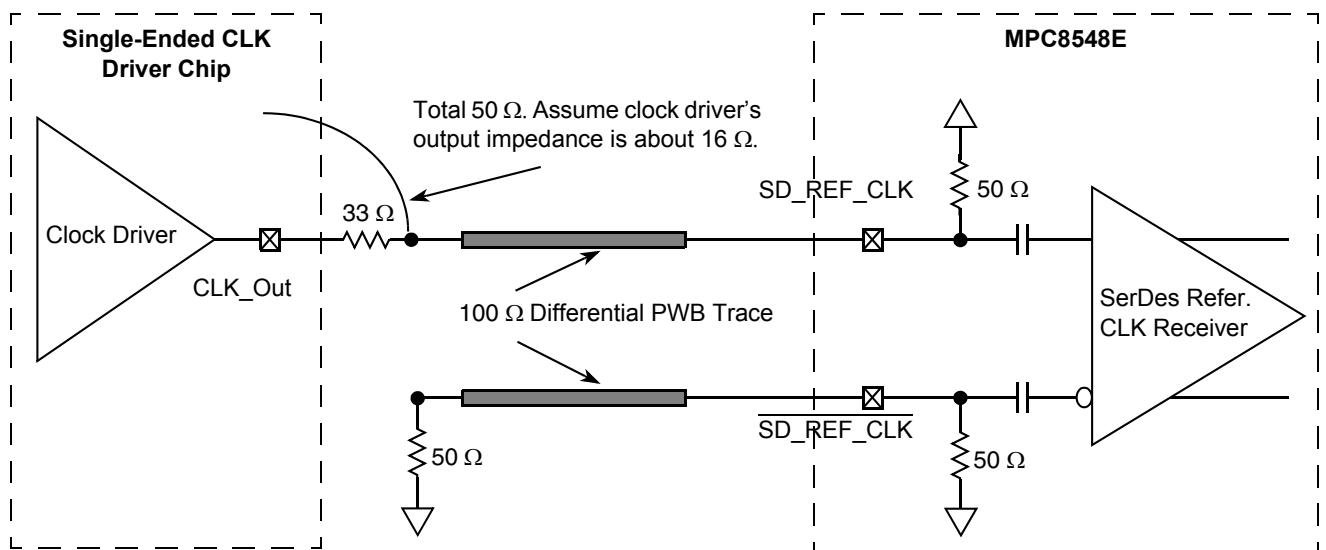 Single-Ended CLK
Driver Chip
MPC8548E
Total 50 Ω. Assume clock driver’s
output impedance is about 16 Ω.
SD_REF_CLK
50 Ω
33 Ω
Clock Driver
CLK_Out
100 Ω Differential PWB Trace
SerDes Refer.
CLK Receiver
SD_REF_CLK
50 Ω
50 Ω